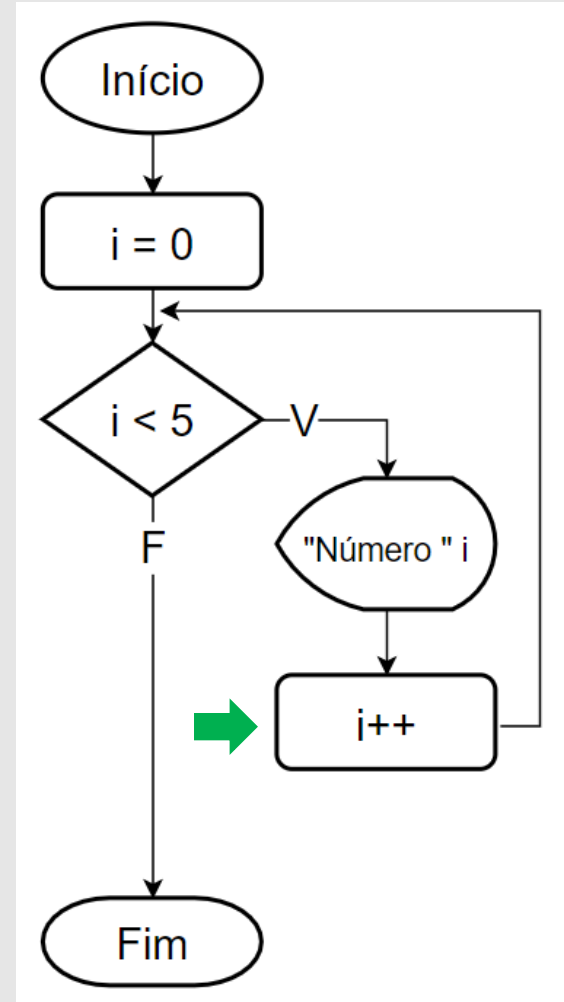 Início
i = 0
i < 5
V
F
"Número " i
i++
Fim